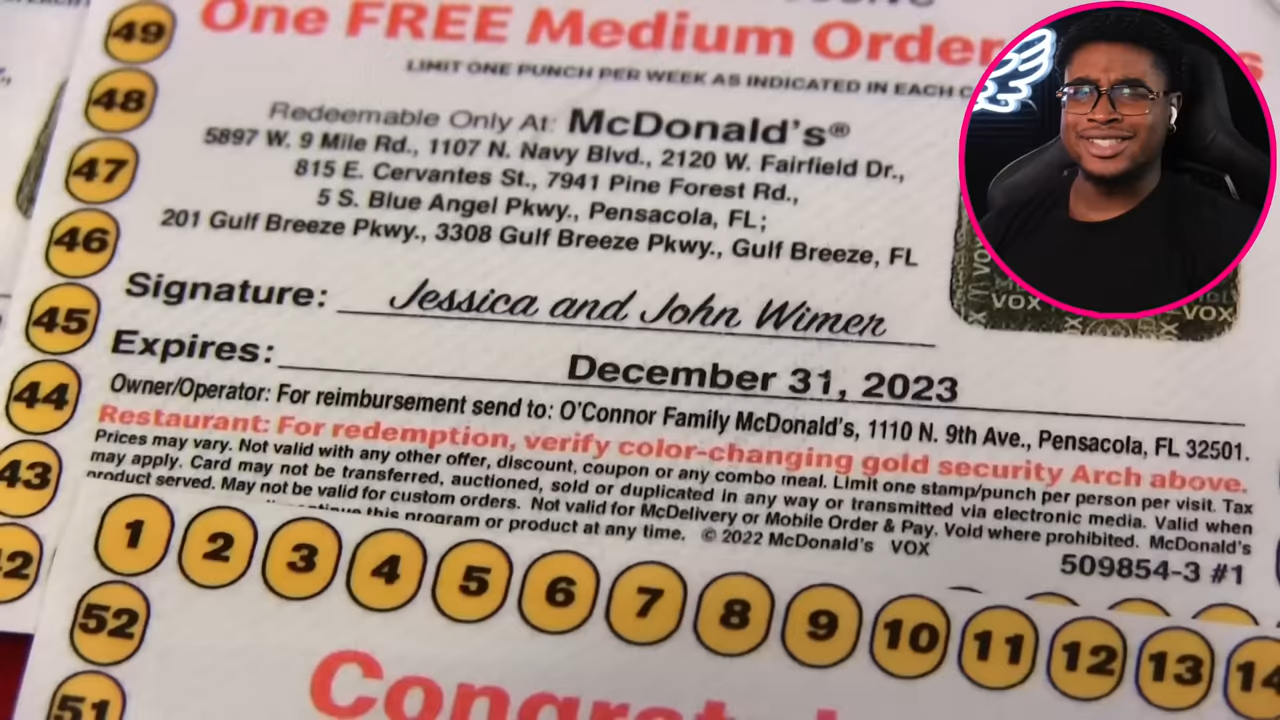 49
48
47
46
45
44
43
One FREE Medium Order
LIMIT ONE PUNCH PER WEEK AS INDICATED IN EACH
Redeemable Only At: McDonald's®
5897 W. 9 Mile Rd., 1107 N. Navy Blvd., 2120 W. Fairfield Dr.,
815 E. Cervantes St., 7941 Pine Forest Rd.,
5 S. Blue Angel Pkwy., Pensacola, FL;
201 Gulf Breeze Pkwy., 3308 Gulf Breeze Pkwy., Gulf Breeze, FL
Signature: Jessica and John Wimer
Expires: December 31, 2023
Owner/Operator: For reimbursement send to: O'Connor Family McDonald's, 1110 N. 9th Ave., Pensacola, FL 32501.
Restaurant: For redemption, verify color-changing gold security Arch above.
Prices may vary. Not valid with any other offer, discount, coupon or any combo meal. Limit one stamp/punch per person per visit. Tax
may apply. Card may not be transferred, auctioned, sold or duplicated in any way or transmitted via electronic media. Valid when
product served. May not be valid for custom orders. Not valid for McDelivery or Mobile Order & Pay. Void where prohibited. McDonald's
this program or product at any time. © 2022 McDonald's VOX
509854-3 #1
VOX
VOX
1 2 3 4 5 6 7 8 9 10 11 12 13 14
52
51